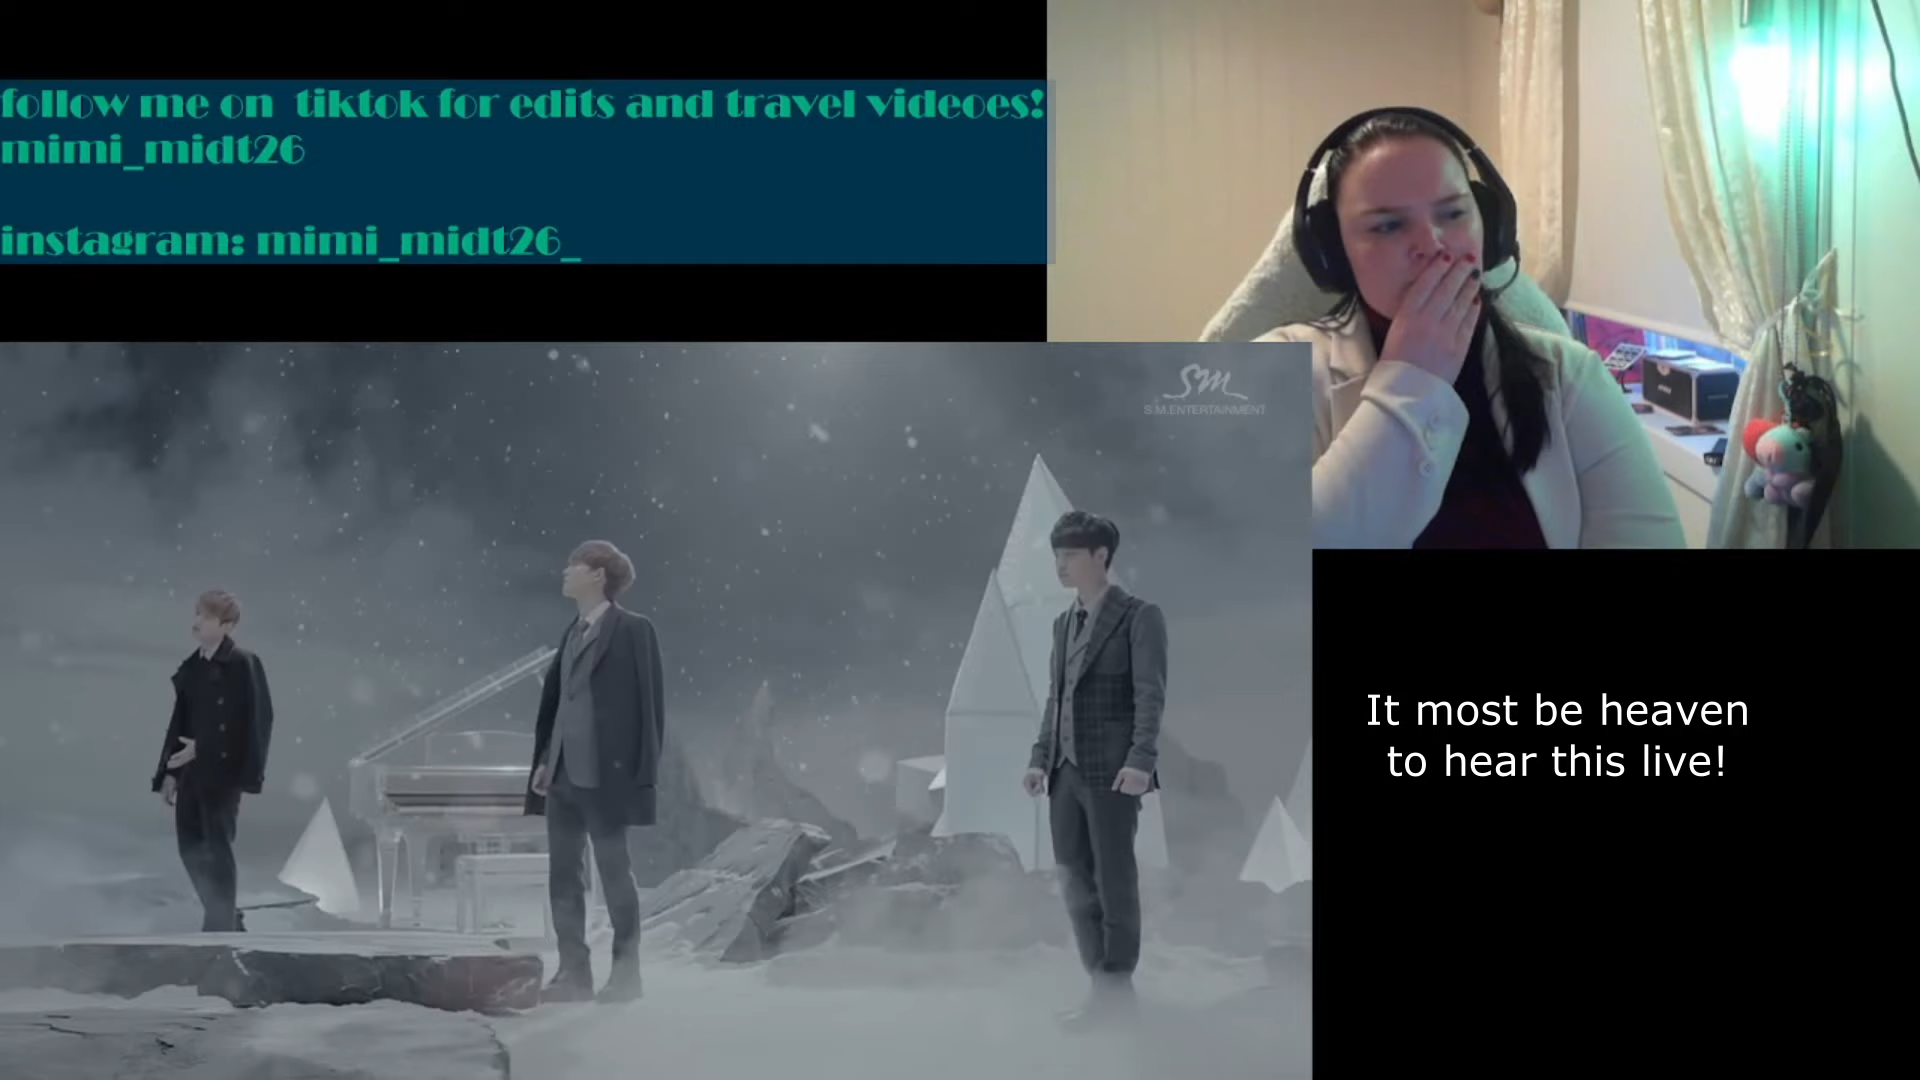 follow me on  tiktok for edits and travel videoes!
mimi_midt26
instagram: mimi_midt26_
SM
S.M.ENTERTAINMENT
It most be heaven
to hear this live!